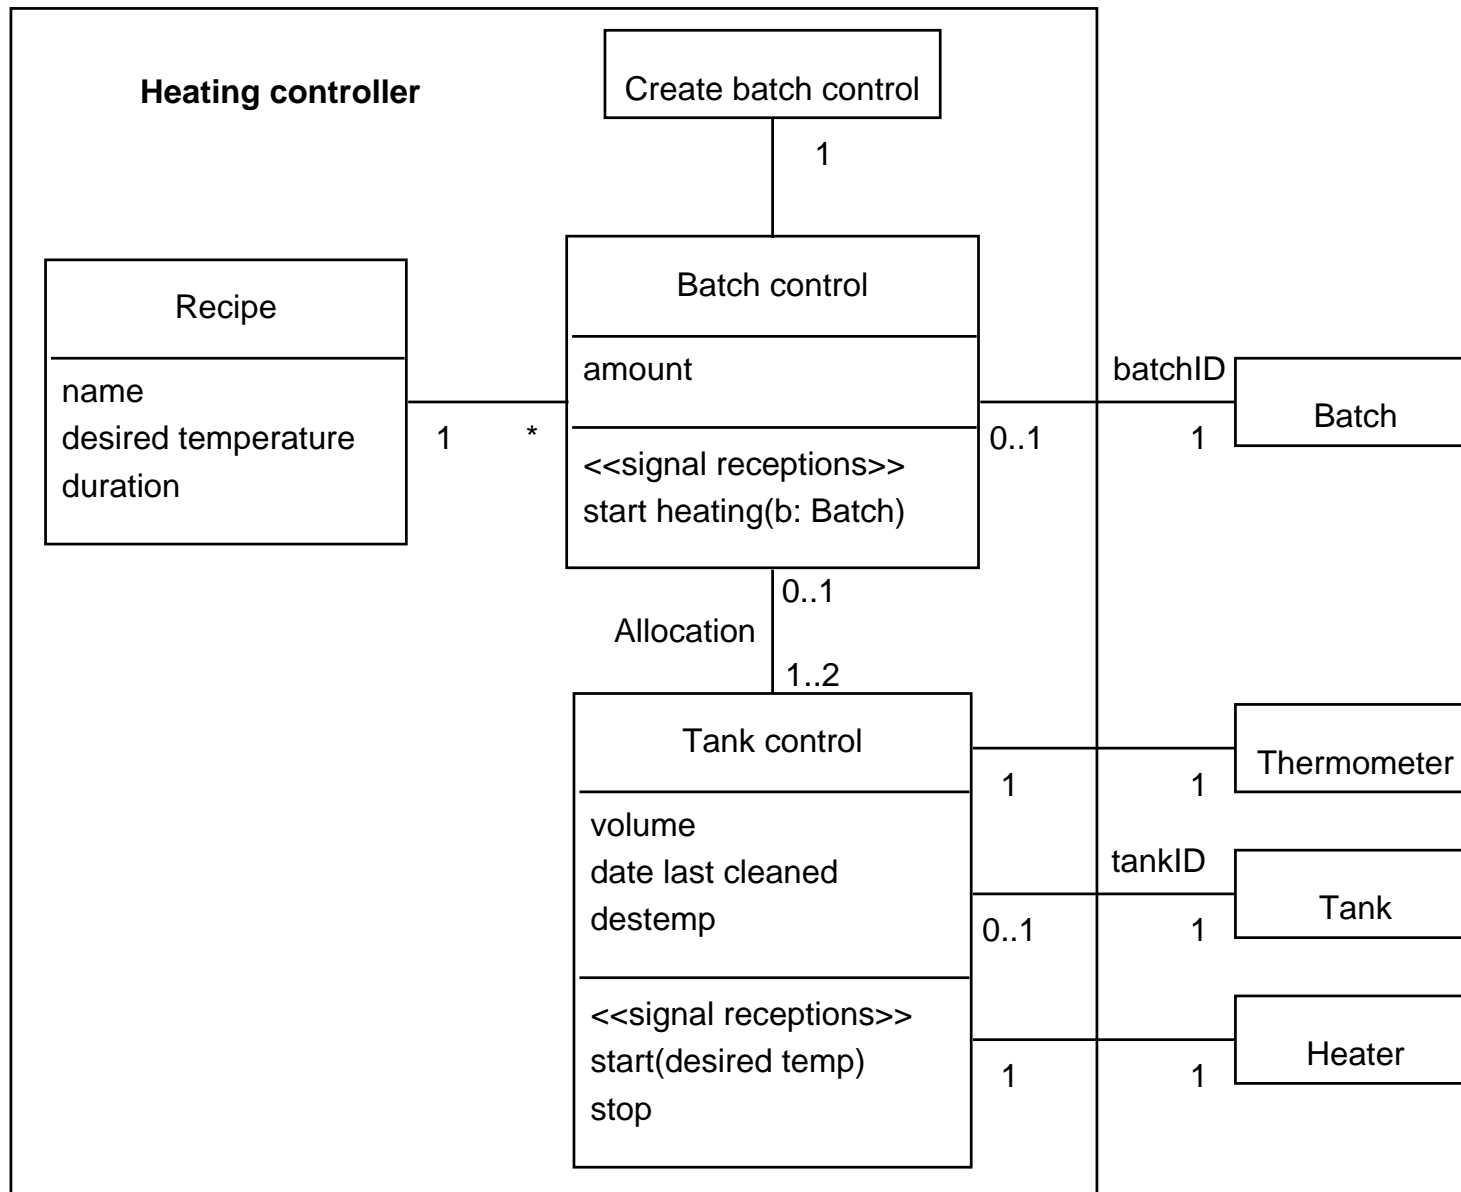 Heating controller
Create batch control
1
Recipe
name
desired temperature
duration
1
*
Batch control
amount
<<signal receptions>>
start heating(b: Batch)
0..1
batchID
1
Batch
0..1
Allocation
1..2
Tank control
volume
date last cleaned
destemp
<<signal receptions>>
start(desired temp)
stop
1
1
Thermometer
0..1
tankID
1
Tank
1
1
Heater